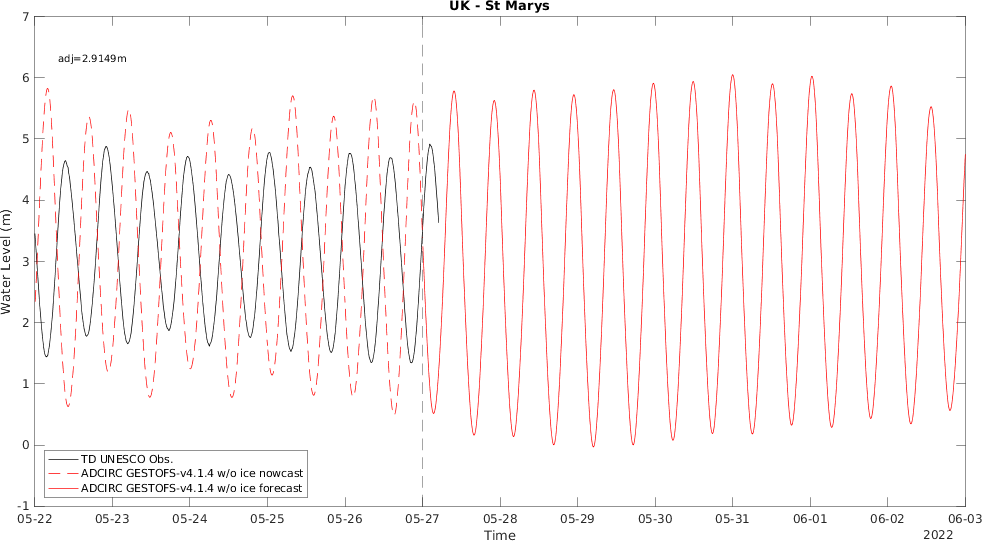 UK - St Marys
7
6
5
4
3
2
1
0
-1
Water Level (m)
adj=2.9149m
TD UNESCO Obs.
ADCIRC GESTOFS-v4.1.4 w/o ice nowcast
ADCIRC GESTOFS-v4.1.4 w/o ice forecast
05-22 05-23 05-24 05-25 05-26 05-27 05-28 05-29 05-30 05-31 06-01 06-02 06-03
Time
2022